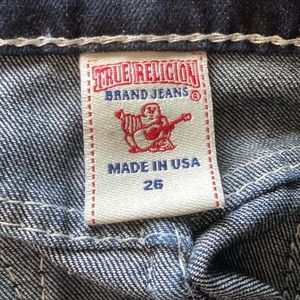 TRUE RELIGION
BRAND JEANS®
MADE IN USA
26